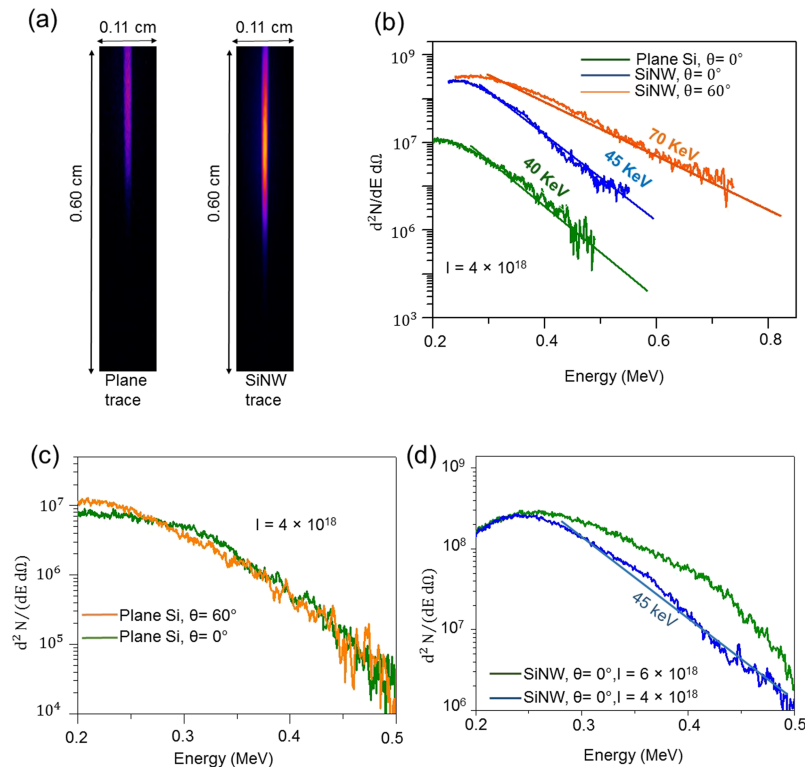 (a)
0.11 cm
0.11 cm
0.60 cm
0.60 cm
Plane
trace
SiNW
trace
(b)
10⁹
10⁷
10⁶
10³
d²N/dE dΩ
Plane Si, θ= 0°
SiNW, θ= 0°
SiNW, θ= 60°
70 KeV
45 KeV
40 KeV
I = 4 × 10¹⁸
0.2 0.4 0.6 0.8
Energy (MeV)
(c)
10⁷
10⁶
10⁵
10⁴
d² N/ (dE dΩ)
I = 4 × 10¹⁸
Plane Si, θ= 60°
Plane Si, θ= 0°
0.2 0.3 0.4 0.5
Energy (MeV)
(d)
10⁹
10⁸
10⁷
10⁶
d² N/ (dE dΩ)
45 keV
SiNW, θ= 0°,I = 6 × 10¹⁸
SiNW, θ= 0°,I = 4 × 10¹⁸
0.2 0.3 0.4 0.5
Energy (MeV)